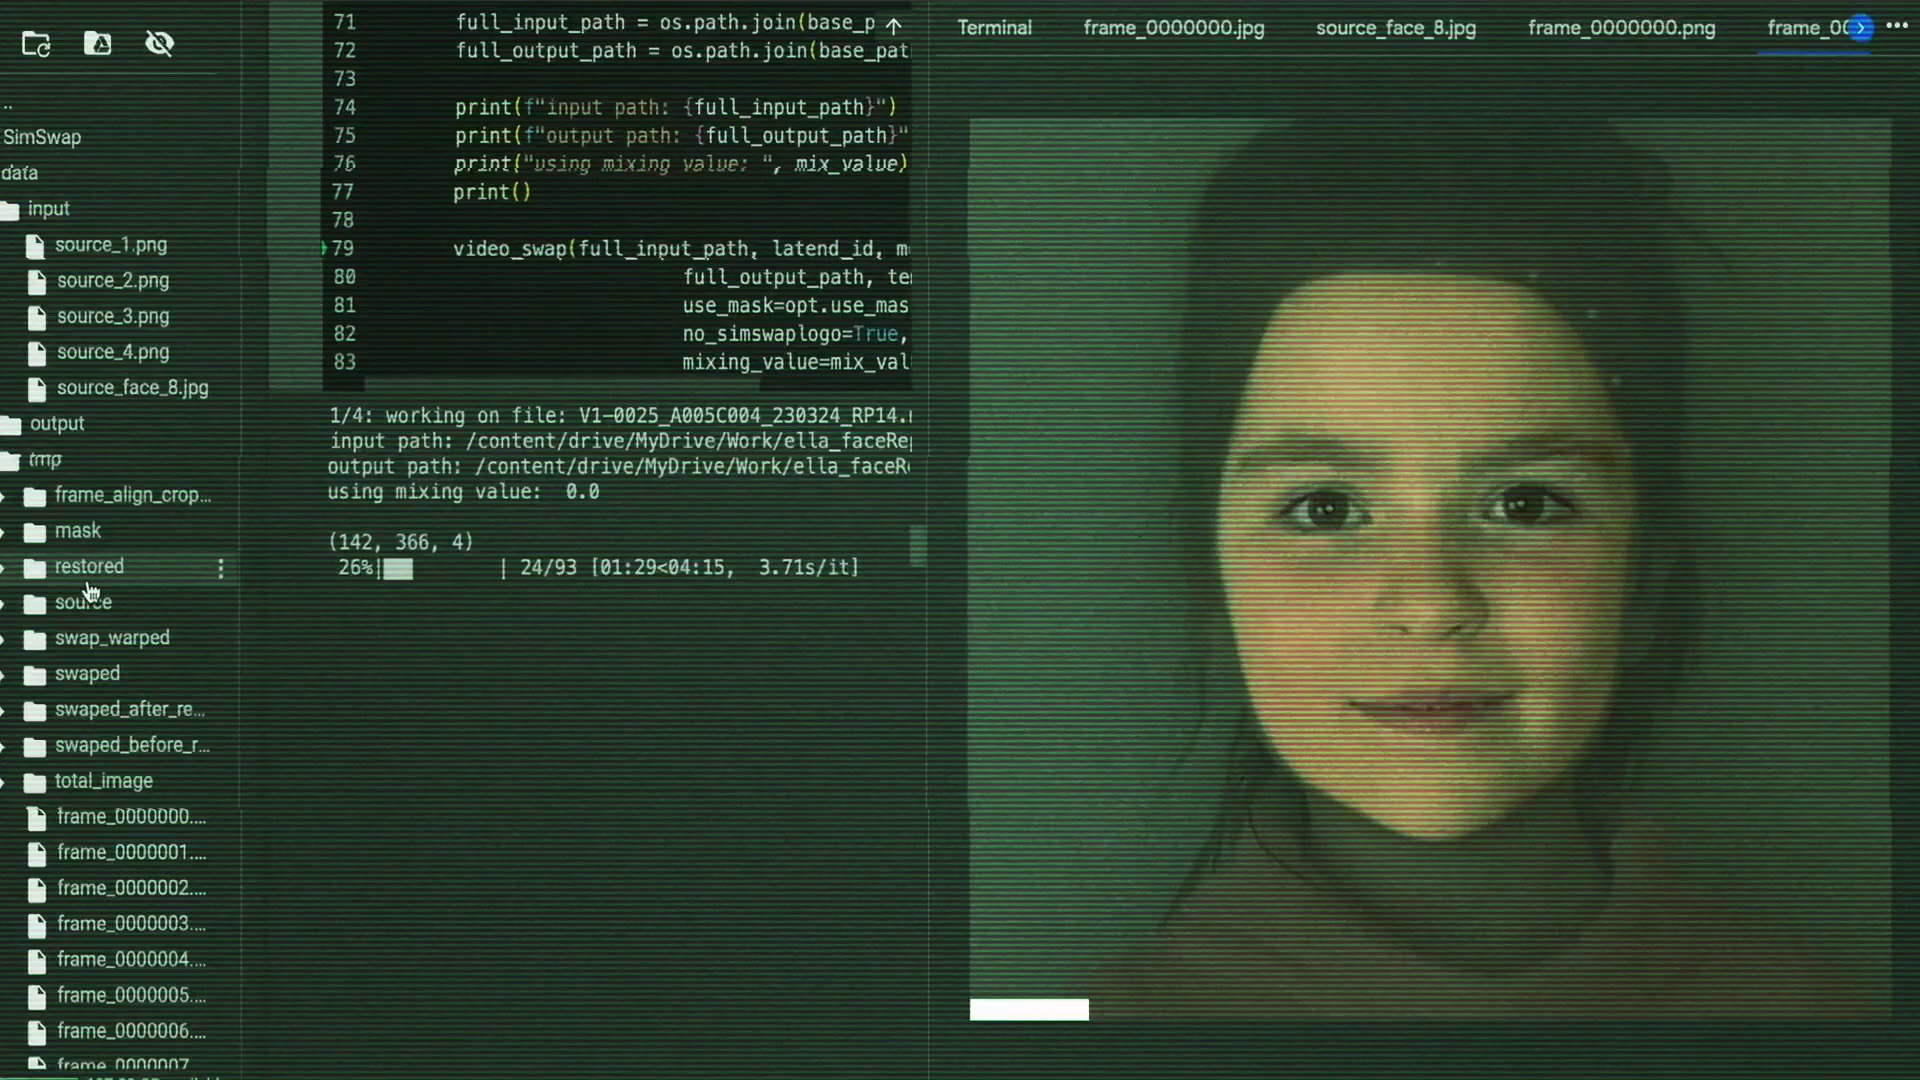 ..
SimSwap
data
input
source_1.png
source_2.png
source_3.png
source_4.png
source_face_8.jpg
output
tmp
frame_align_crop...
mask
restored
source
swap_warped
swaped
swaped_after_re...
swaped_before_r...
total_image
frame_0000000....
frame_0000001....
frame_0000002....
frame_0000003....
frame_0000004....
frame_0000005....
frame_0000006....
frame_0000007
71 full_input_path = os.path.join(base_p
72 full_output_path = os.path.join(base_pat
73
74 print(f"input path: {full_input_path}")
75 print(f"output path: {full_output_path}"
76 print("using mixing value: ", mix_value)
77 print()
78
79 video_swap(full_input_path, latend_id, m
80 full_output_path, te
81 use_mask=opt.use_mas
82 no_simswaplogo=True,
83 mixing_value=mix_val
1/4: working on file: V1-0025_A005C004_230324_RP14.
input path: /content/drive/MyDrive/Work/ella_faceRe
output path: /content/drive/MyDrive/Work/ella_faceR
using mixing value: 0.0
(142, 366, 4)
26%| | 24/93 [01:29<04:15, 3.71s/it]
Terminal frame_0000000.jpg source_face_8.jpg frame_0000000.png frame_00